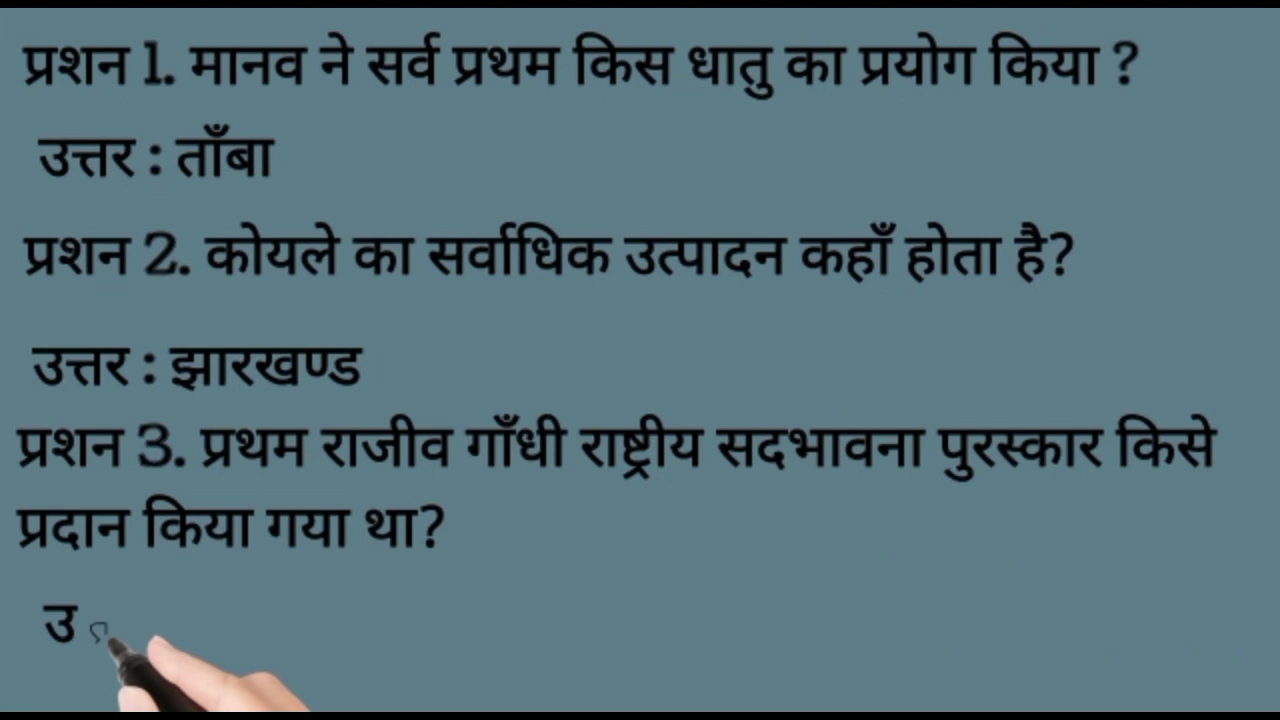 प्रशन 1. मानव ने सर्व प्रथम किस धातु का प्रयोग किया ?
उत्तर : ताँबा
प्रशन 2. कोयले का सर्वाधिक उत्पादन कहाँ होता है?
उत्तर : झारखण्ड
प्रशन 3. प्रथम राजीव गाँधी राष्ट्रीय सदभावना पुरस्कार किसे
प्रदान किया गया था?
उ